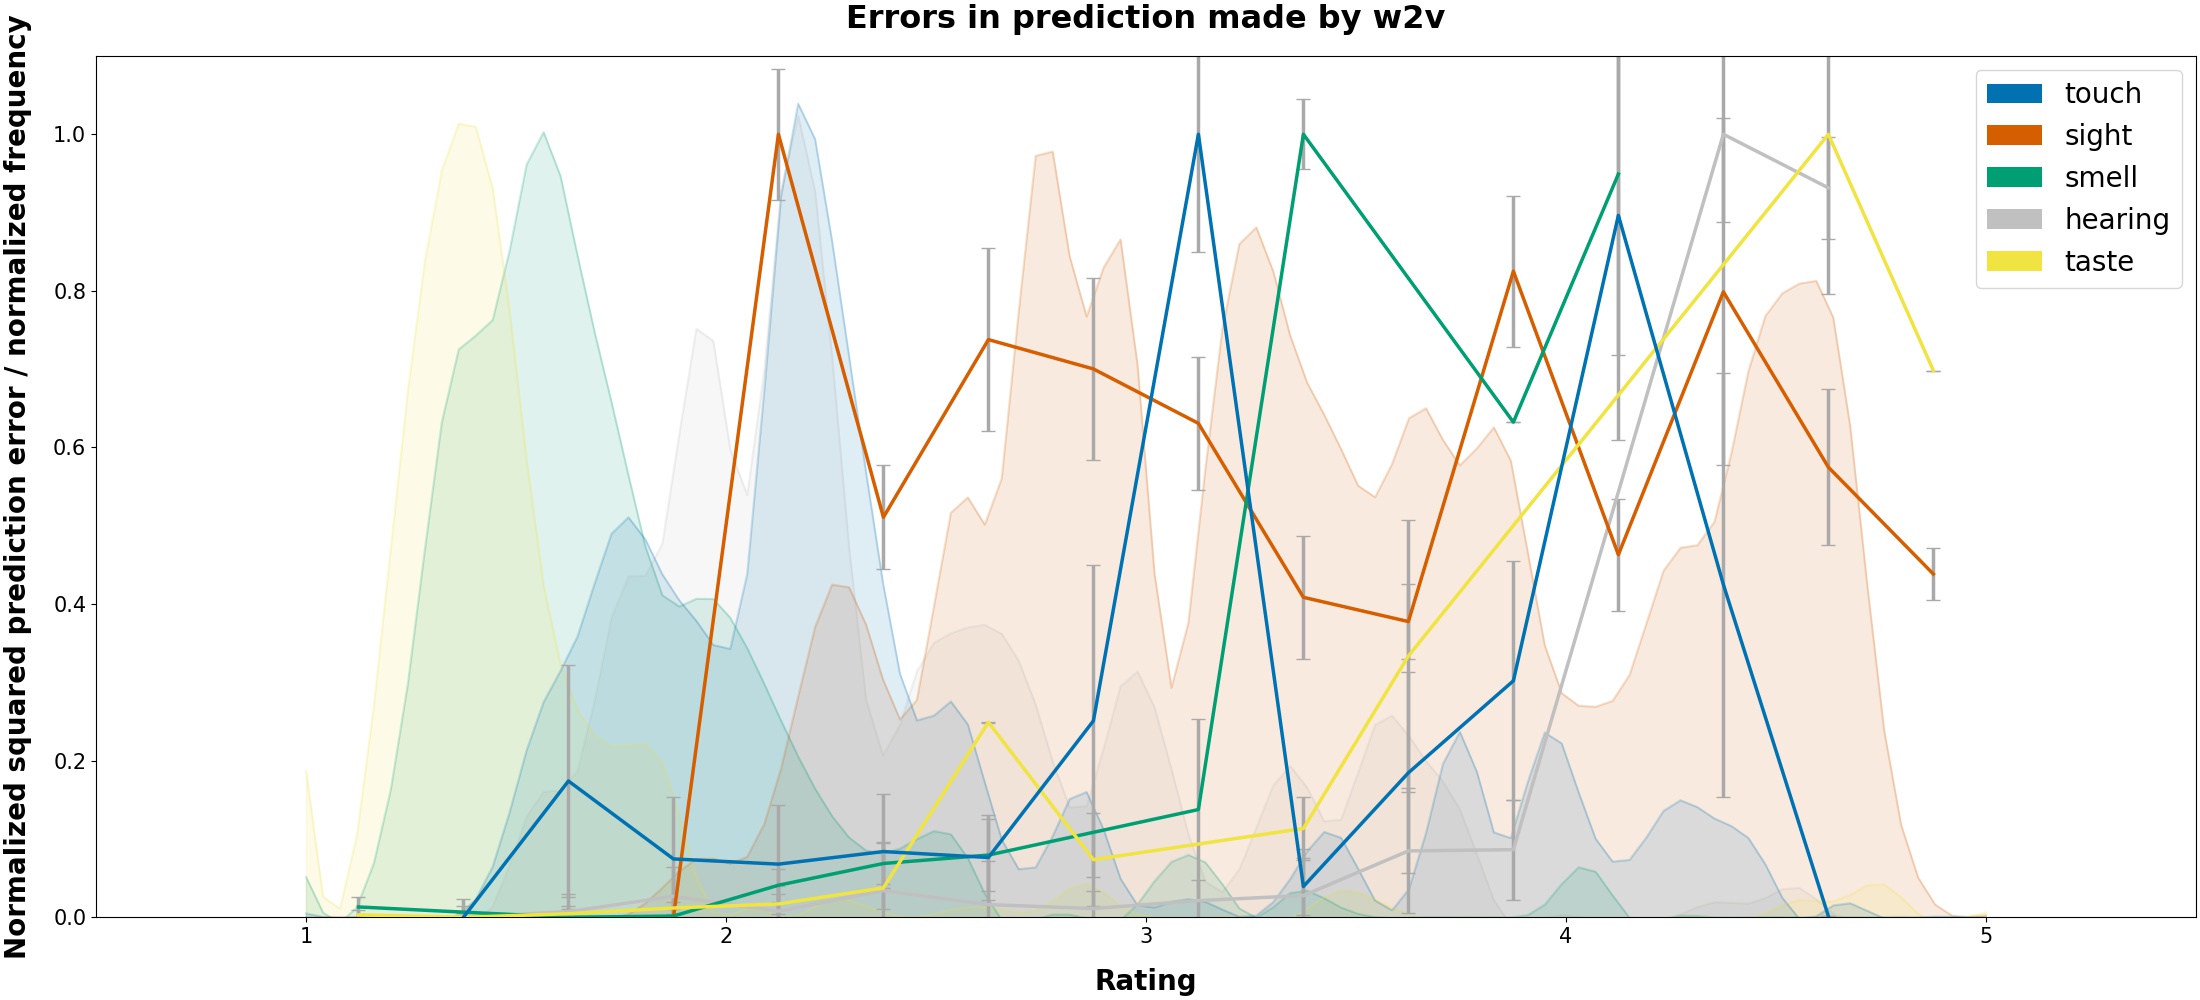 Errors in prediction made by w2v
Normalized squared prediction error / normalized frequency
1.0
0.8
0.6
0.4
0.2
0.0
1 2 3 4 5
Rating
touch
sight
smell
hearing
taste